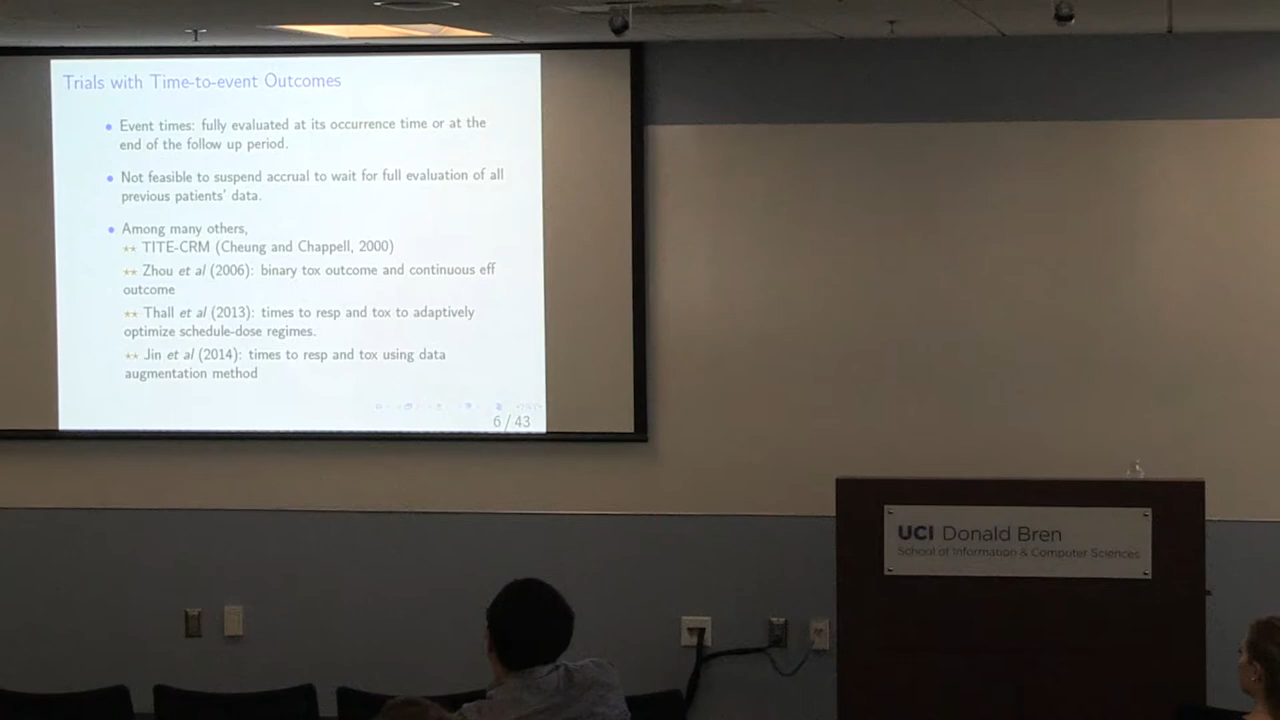 Trials with Time-to-event Outcomes
• Event times: fully evaluated at its occurrence time or at the
end of the follow up period.
• Not feasible to suspend accrual to wait for full evaluation of all
previous patients' data.
• Among many others,
⋆⋆ TITE-CRM (Cheung and Chappell, 2000)
⋆⋆ Zhou et al (2006): binary tox outcome and continuous eff
outcome
⋆⋆ Thall et al (2013): times to resp and tox to adaptively
optimize schedule-dose regimes.
⋆⋆ Jin et al (2014): times to resp and tox using data
augmentation method
6 / 43
UCI Donald Bren
School of Information & Computer Sciences